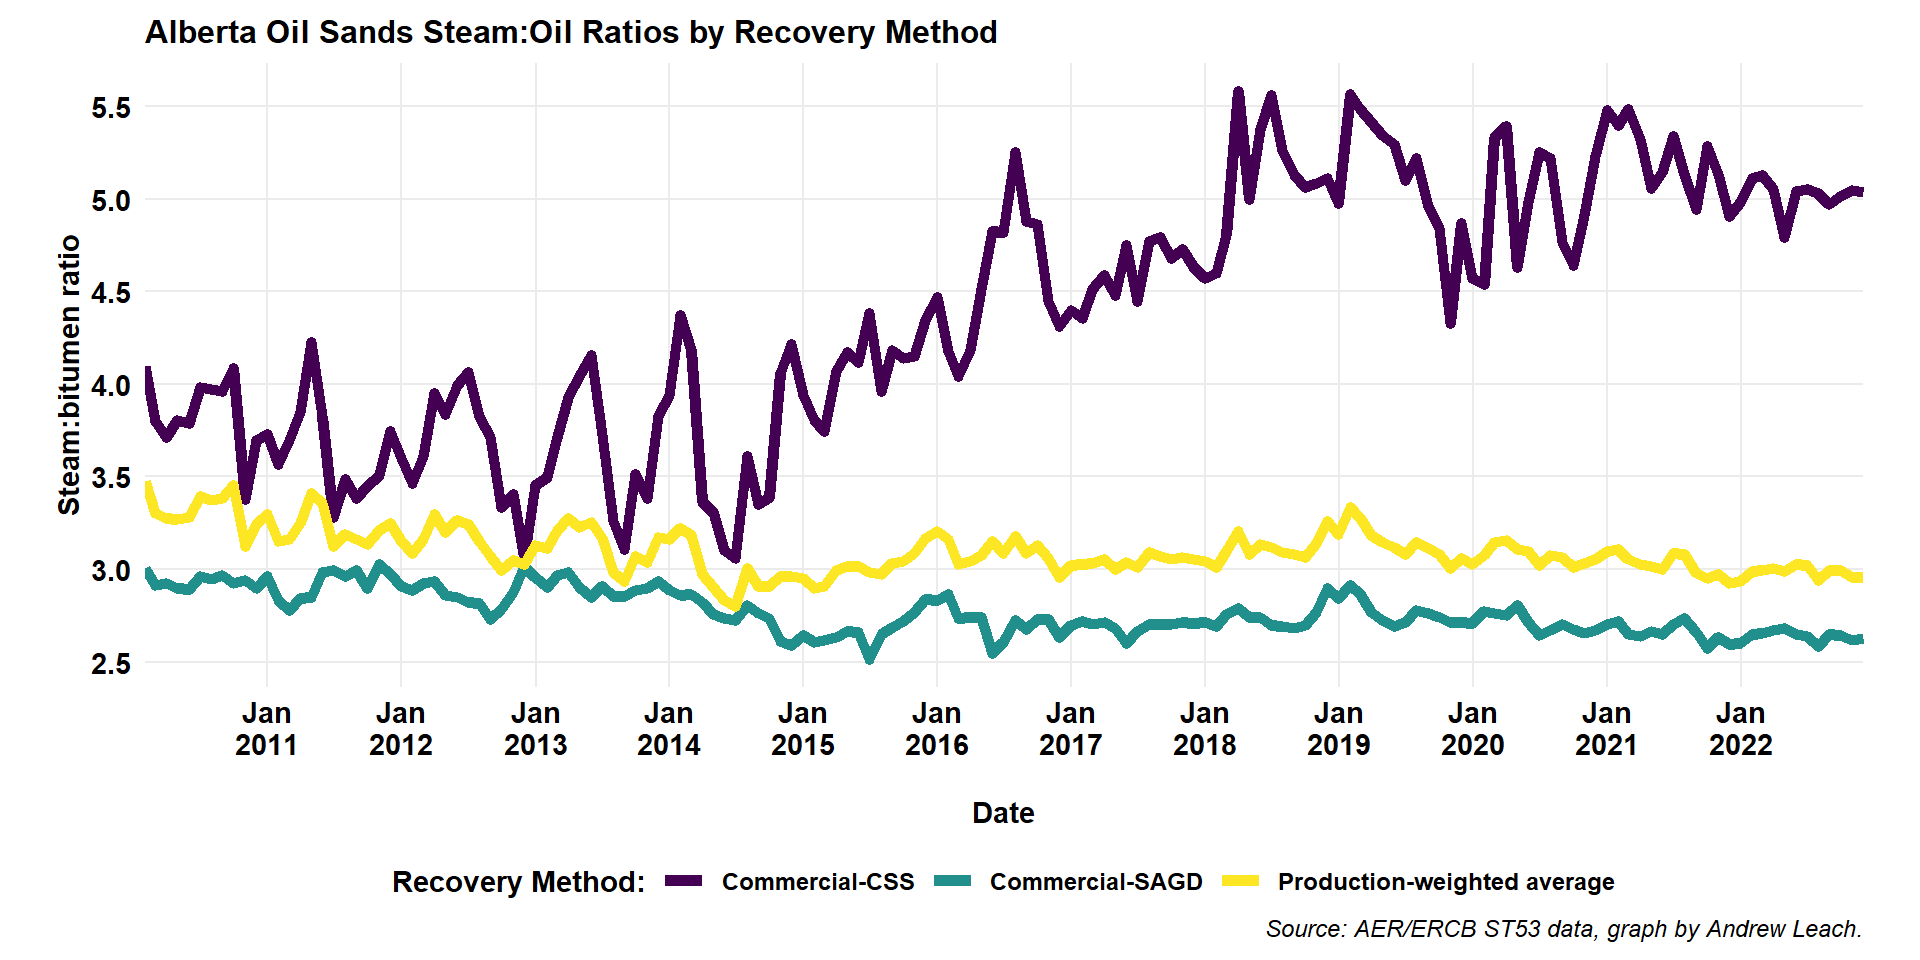 Alberta Oil Sands Steam:Oil Ratios by Recovery Method
Steam:bitumen ratio
5.5
5.0
4.5
4.0
3.5
3.0
2.5
Jan Jan Jan Jan Jan Jan Jan Jan Jan Jan Jan Jan
2011 2012 2013 2014 2015 2016 2017 2018 2019 2020 2021 2022
Date
Recovery Method: Commercial-CSS Commercial-SAGD Production-weighted average
Source: AER/ERCB ST53 data, graph by Andrew Leach.